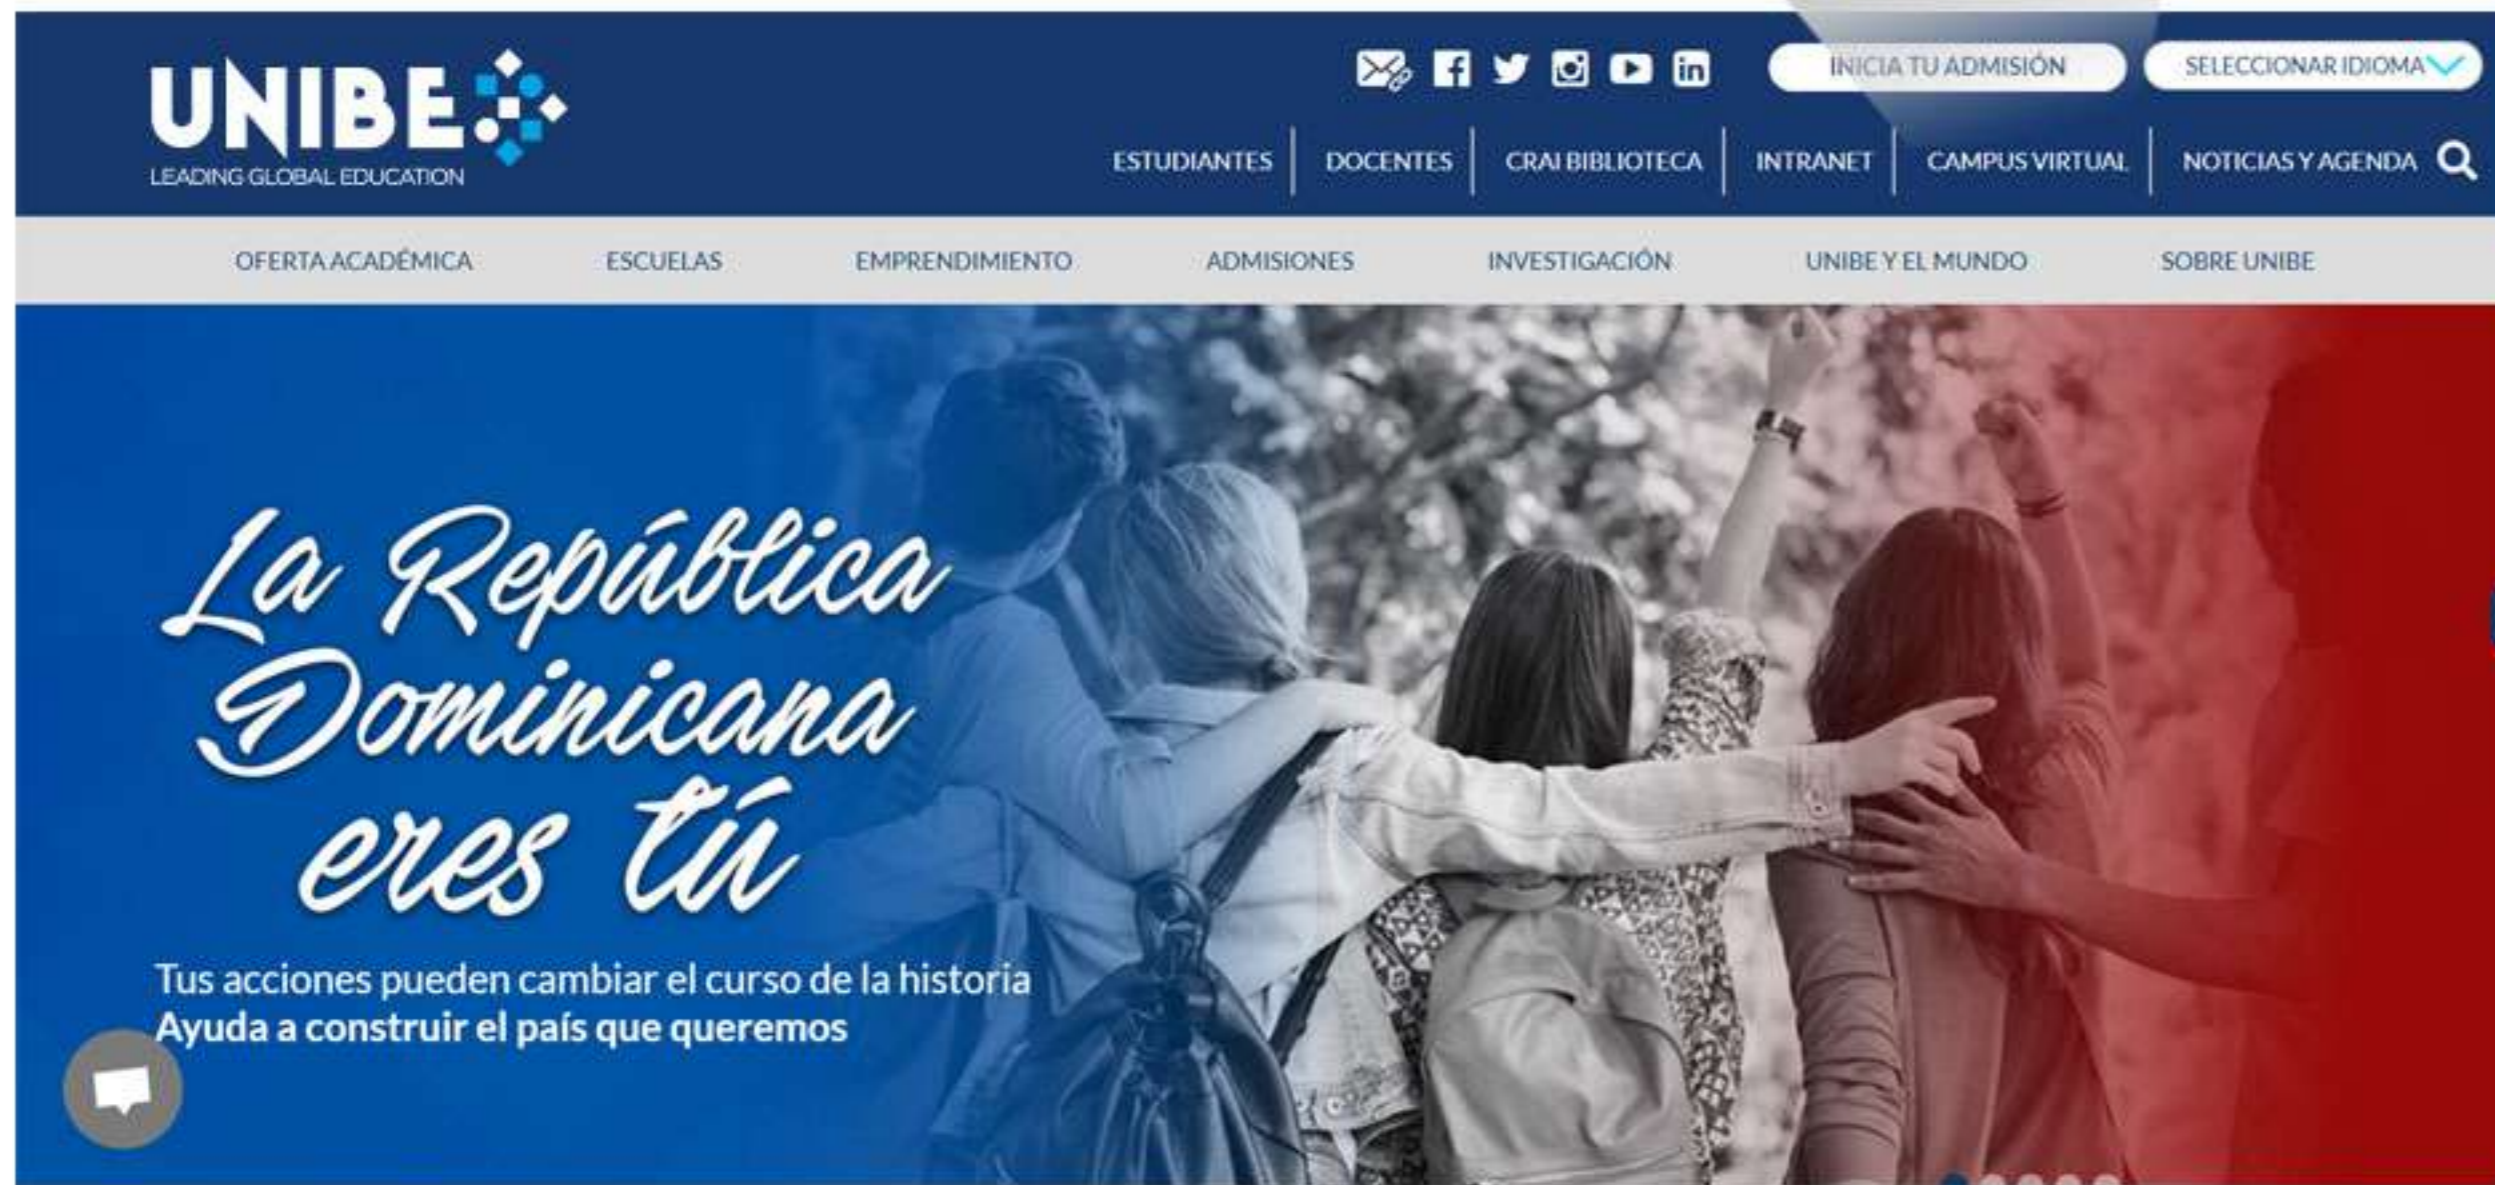 UNIBE
LEADING GLOBAL EDUCATION
INICIA TU ADMISIÓN
SELECCIONAR IDIOMA
ESTUDIANTES
DOCENTES
CRAI BIBLIOTECA
INTRANET
CAMPUS VIRTUAL
NOTICIAS Y AGENDA
OFERTA ACADÉMICA
ESCUELAS
EMPRENDIMIENTO
ADMISIONES
INVESTIGACIÓN
UNIBE Y EL MUNDO
SOBRE UNIBE
La República
Dominicana
eres tú
Tus acciones pueden cambiar el curso de la historia
Ayuda a construir el país que queremos